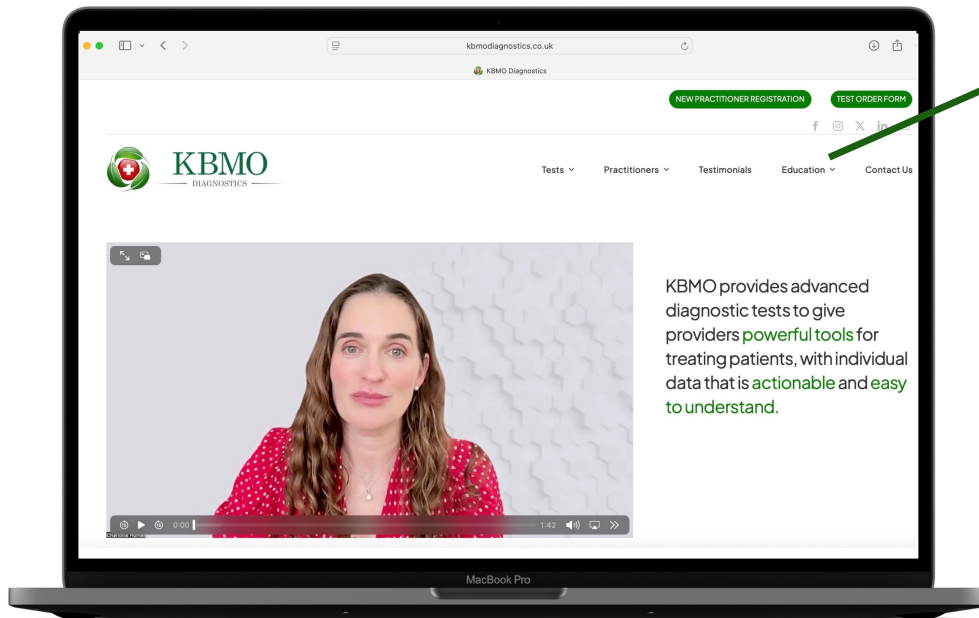 kbmodiagnostics.co.uk
KBMO Diagnostics
NEW PRACTITIONER REGISTRATION
TEST ORDER FORM
f X in
KBMO
DIAGNOSTICS
Tests
Practitioners
Testimonials
Education
Contact Us
KBMO provides advanced
diagnostic tests to give
providers powerful tools for
treating patients, with individual
data that is actionable and easy
to understand.
0:00
1:42
MacBook Pro